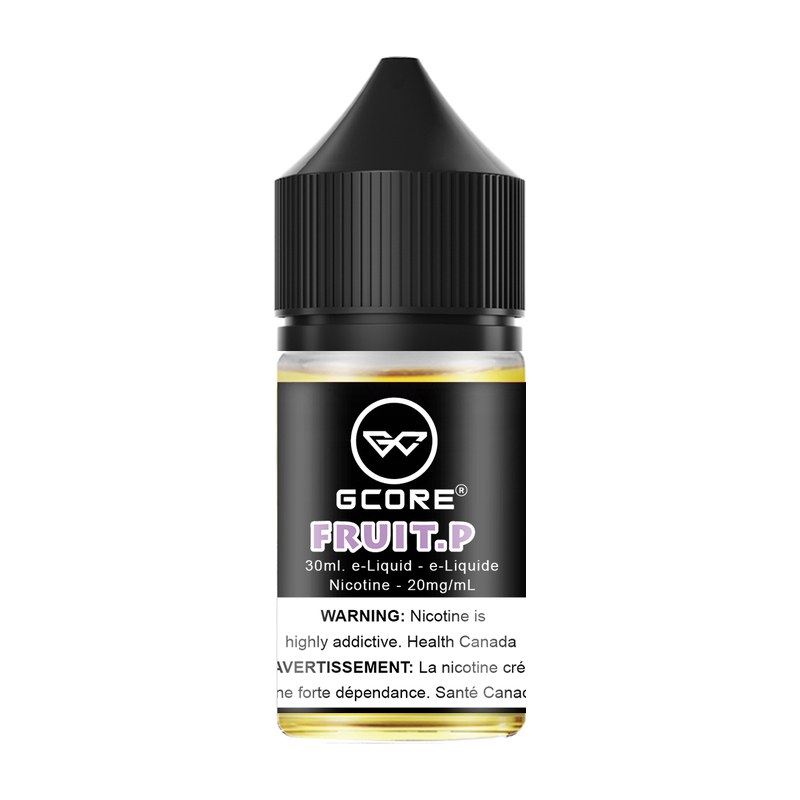 GC
GCORE®
FRUIT.P
30ml. e-Liquid - e-Liquide
Nicotine - 20mg/mL
WARNING: Nicotine is
highly addictive. Health Canada
AVERTISSEMENT: La nicotine cré
ne forte dépendance. Santé Canad